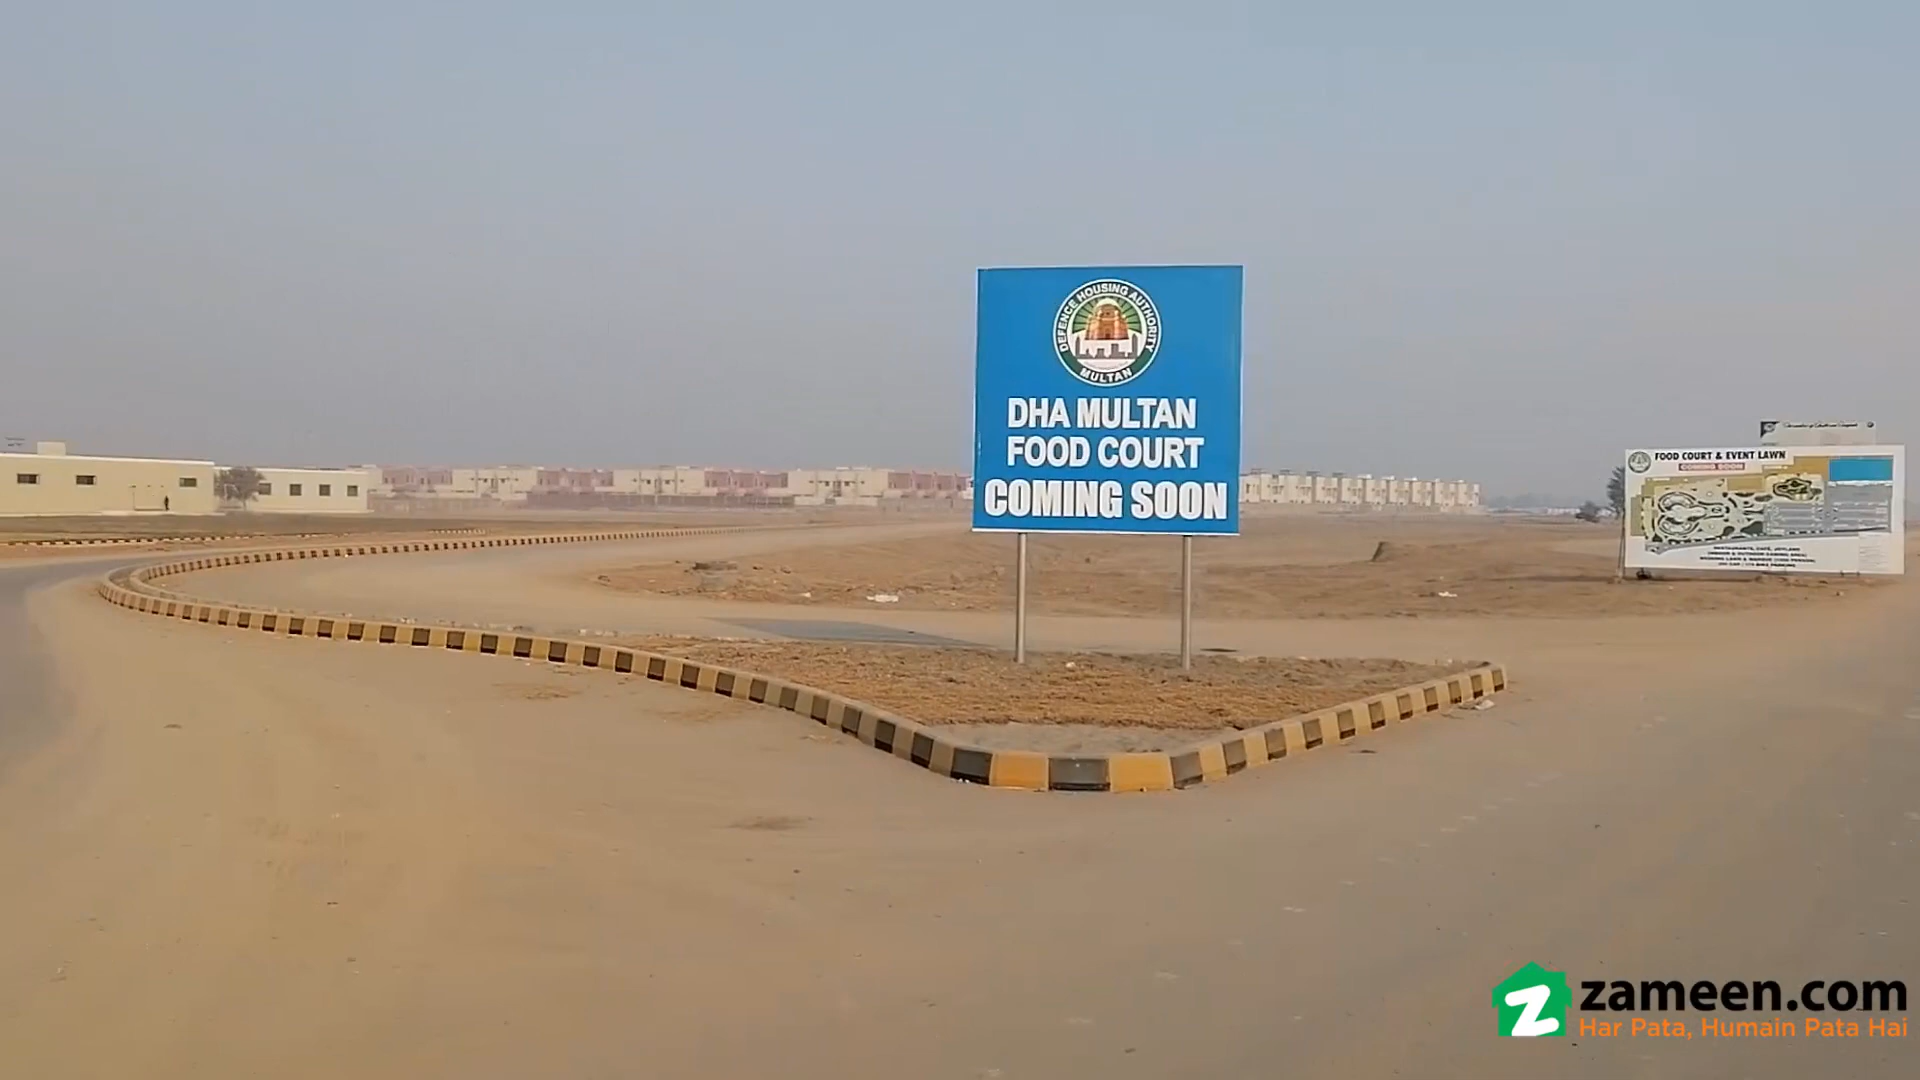 DEFENCE HOUSING AUTHORITY
MULTAN
DHA MULTAN
FOOD COURT
COMING SOON
FOOD COURT & EVENT LAWN
COMING SOON
zameen.com
Har Pata, Humain Pata Hai